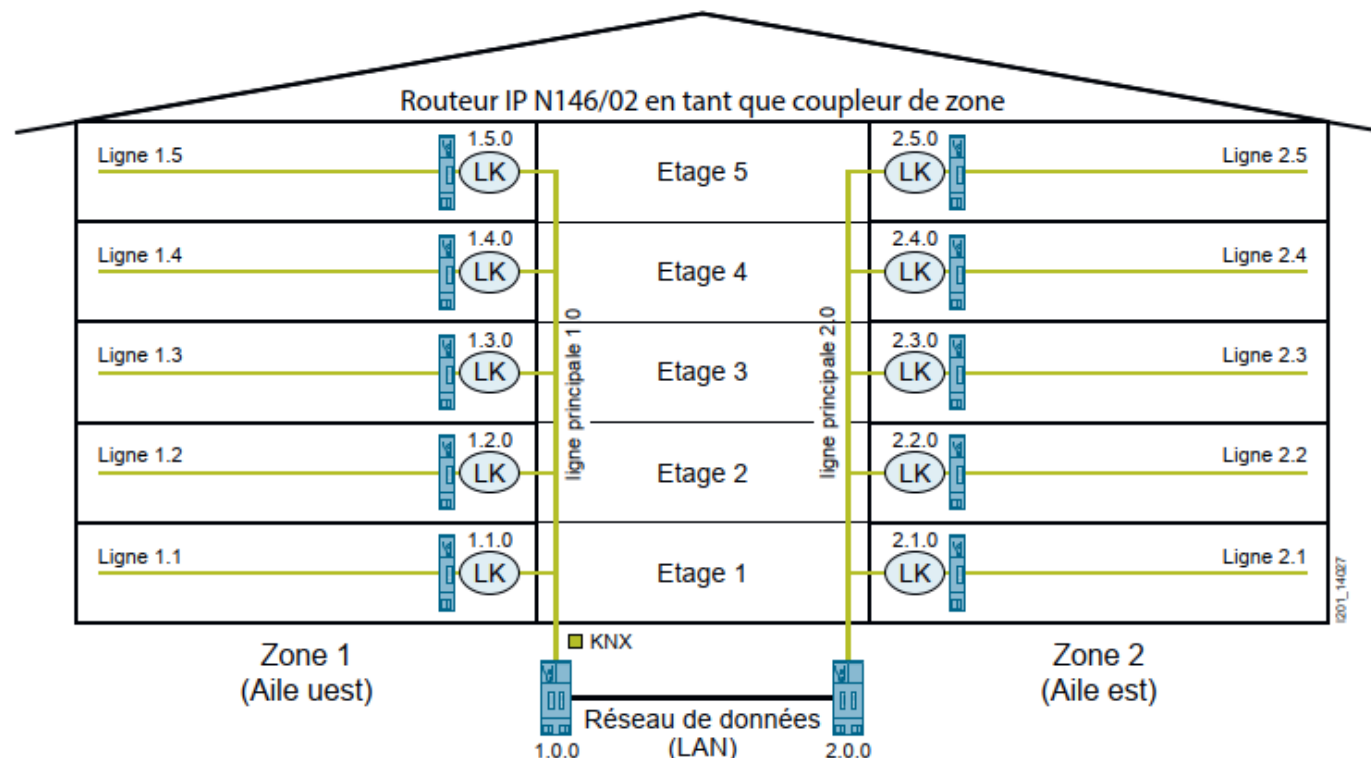 Routeur IP N146/02 en tant que coupleur de zone
Ligne 1.5
1.5.0
LK
Etage 5
2.5.0
LK
Ligne 2.5
Ligne 1.4
1.4.0
LK
Etage 4
2.4.0
LK
Ligne 2.4
ligne principale 1 0
ligne principale 2.0
Ligne 1.3
1.3.0
LK
Etage 3
2.3.0
LK
Ligne 2.3
Ligne 1.2
1.2.0
LK
Etage 2
2.2.0
LK
Ligne 2.2
Ligne 1.1
1.1.0
LK
Etage 1
2.1.0
LK
Ligne 2.1
I201_14027
KNX
Zone 1
(Aile uest)
Zone 2
(Aile est)
Réseau de données
(LAN)
1.0.0
2.0.0